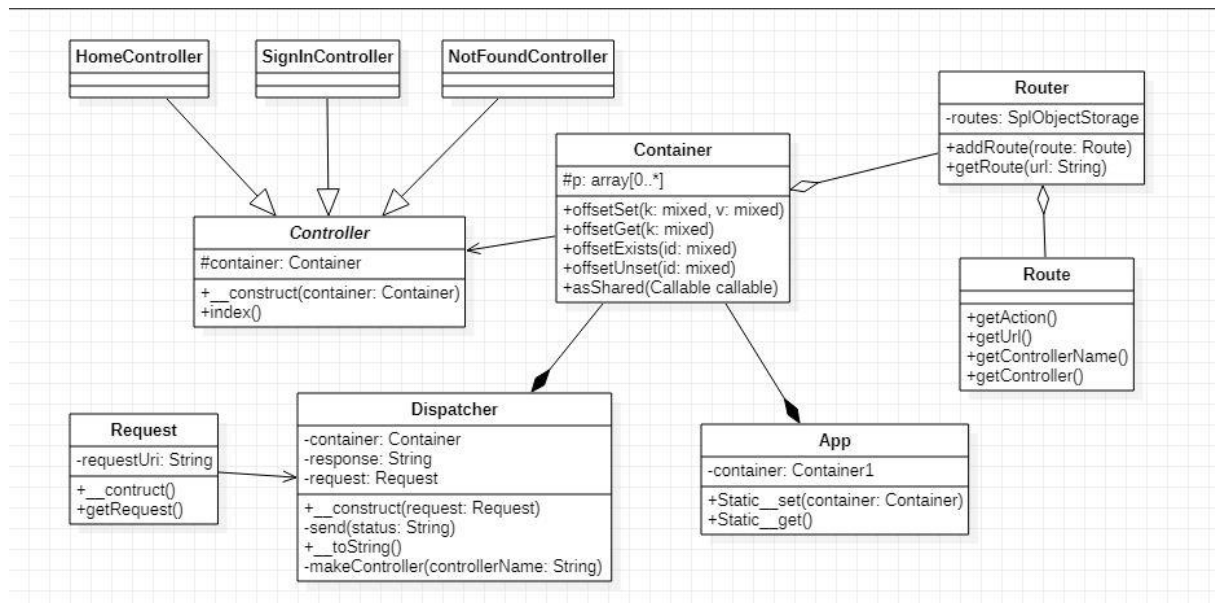 HomeController
SignInController
NotFoundController
Router
-routes: SplObjectStorage
+addRoute(route: Route)
+getRoute(url: String)
Container
#p: array[0..*]
+offsetSet(k: mixed, v: mixed)
+offsetGet(k: mixed)
+offsetExists(id: mixed)
+offsetUnset(id: mixed)
+asShared(Callable callable)
Controller
#container: Container
+__construct(container: Container)
+index()
Route
+getAction()
+getUrl()
+getControllerName()
+getController()
Dispatcher
-container: Container
-response: String
-request: Request
+__construct(request: Request)
-send(status: String)
+__toString()
-makeController(controllerName: String)
Request
-requestUri: String
+__contruct()
+getRequest()
App
-container: Container1
+Static__set(container: Container)
+Static__get()